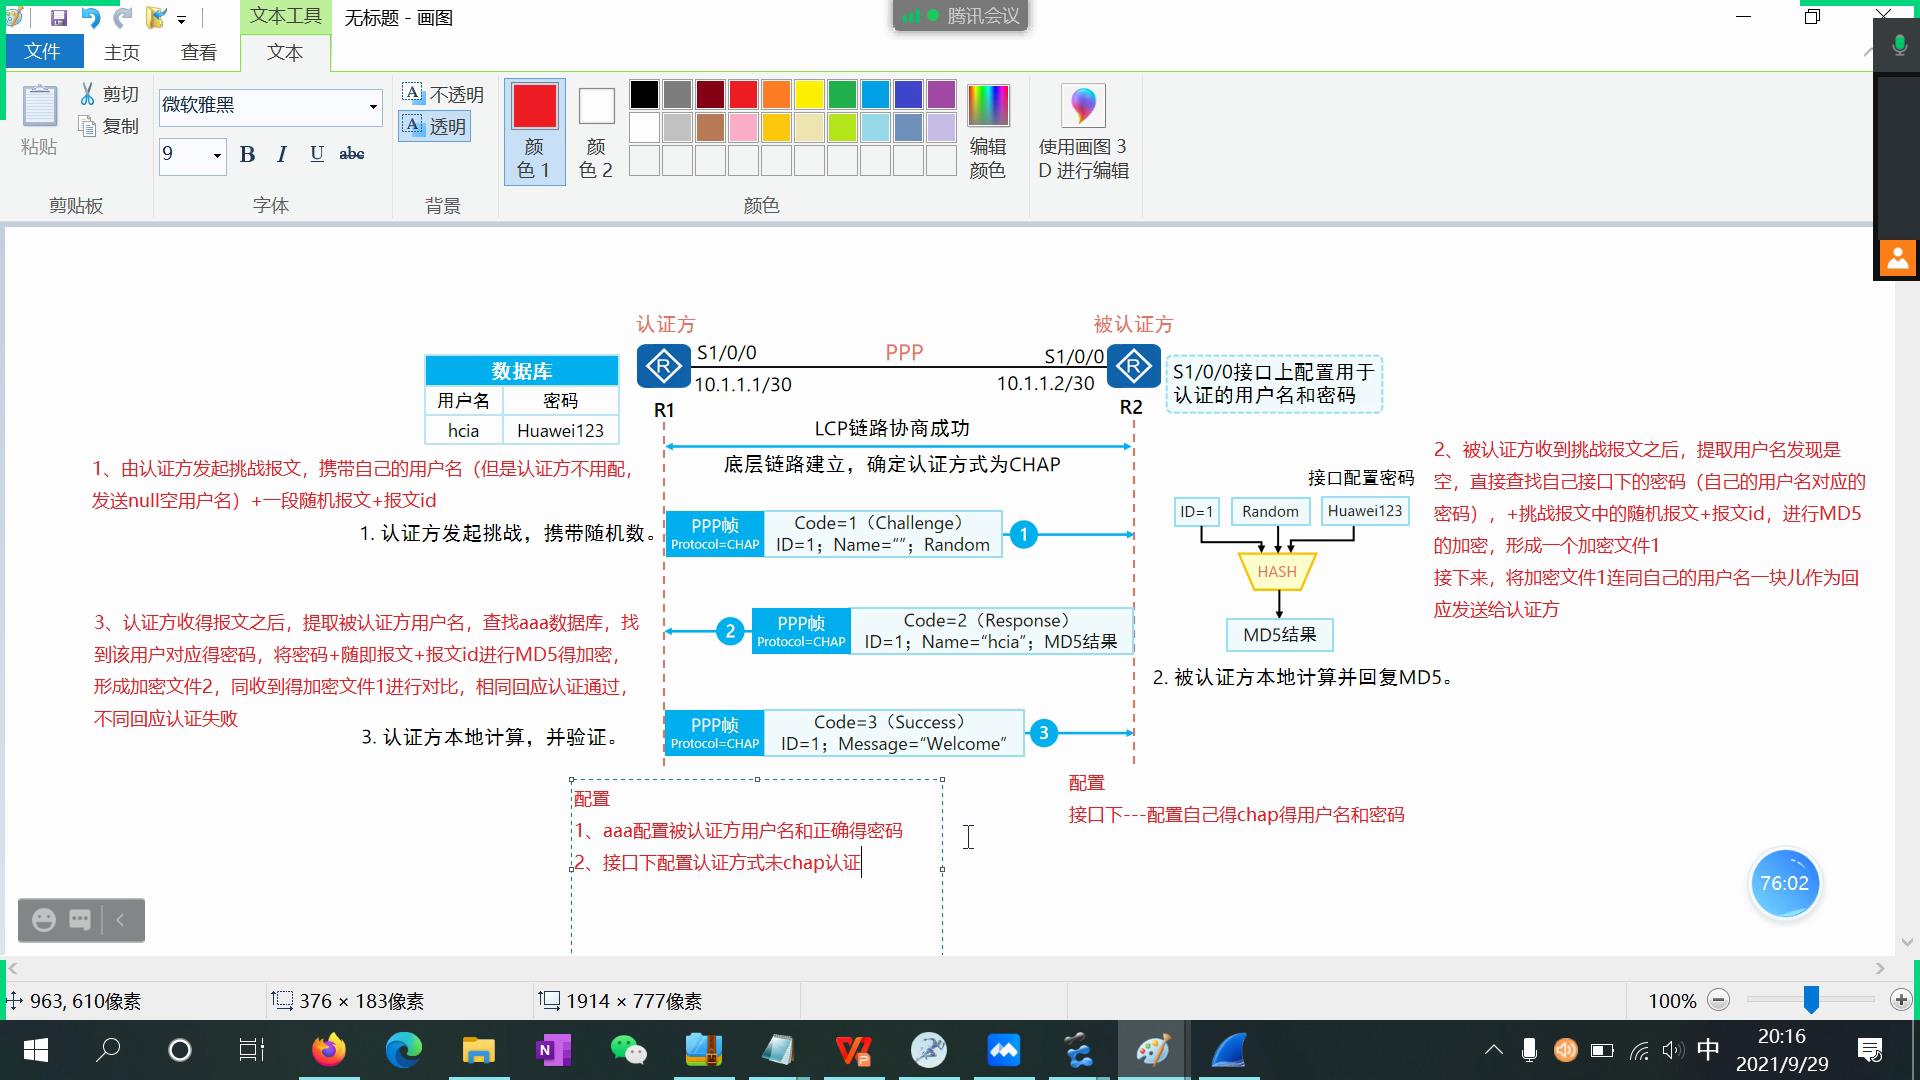 文本工具
无标题 - 画图
腾讯会议
文件
主页
查看
文本
粘贴
剪切
复制
剪贴板
微软雅黑
9
B I U abc
字体
不透明
透明
背景
颜
色 1
颜
色 2
颜色
编辑
颜色
使用画图 3
D 进行编辑
认证方
被认证方
S1/0/0
PPP
S1/0/0
10.1.1.1/30
10.1.1.2/30
R1
R2
数据库
用户名 密码
hcia Huawei123
S1/0/0接口上配置用于
认证的用户名和密码
LCP链路协商成功
底层链路建立，确定认证方式为CHAP
1、由认证方发起挑战报文，携带自己的用户名（但是认证方不用配，
发送null空用户名）+一段随机报文+报文id
1. 认证方发起挑战，携带随机数。
PPP帧
Protocol=CHAP
Code=1（Challenge）
ID=1；Name=“”；Random
1
接口配置密码
ID=1
Random
Huawei123
HASH
MD5结果
2. 被认证方本地计算并回复MD5。
2、被认证方收到挑战报文之后，提取用户名发现是
空，直接查找自己接口下的密码（自己的用户名对应的
密码），+挑战报文中的随机报文+报文id，进行MD5
的加密，形成一个加密文件1
接下来，将加密文件1连同自己的用户名一块儿作为回
应发送给认证方
2
PPP帧
Protocol=CHAP
Code=2（Response）
ID=1；Name=“hcia”；MD5结果
3、认证方收得报文之后，提取被认证方用户名，查找aaa数据库，找
到该用户对应得密码，将密码+随即报文+报文id进行MD5得加密，
形成加密文件2，同收到得加密文件1进行对比，相同回应认证通过，
不同回应认证失败
3. 认证方本地计算，并验证。
PPP帧
Protocol=CHAP
Code=3（Success）
ID=1；Message=“Welcome”
3
配置
1、aaa配置被认证方用户名和正确得密码
2、接口下配置认证方式未chap认证
配置
接口下---配置自己得chap得用户名和密码
76:02
963, 610像素
376 × 183像素
1914 × 777像素
100%
中
20:16
2021/9/29